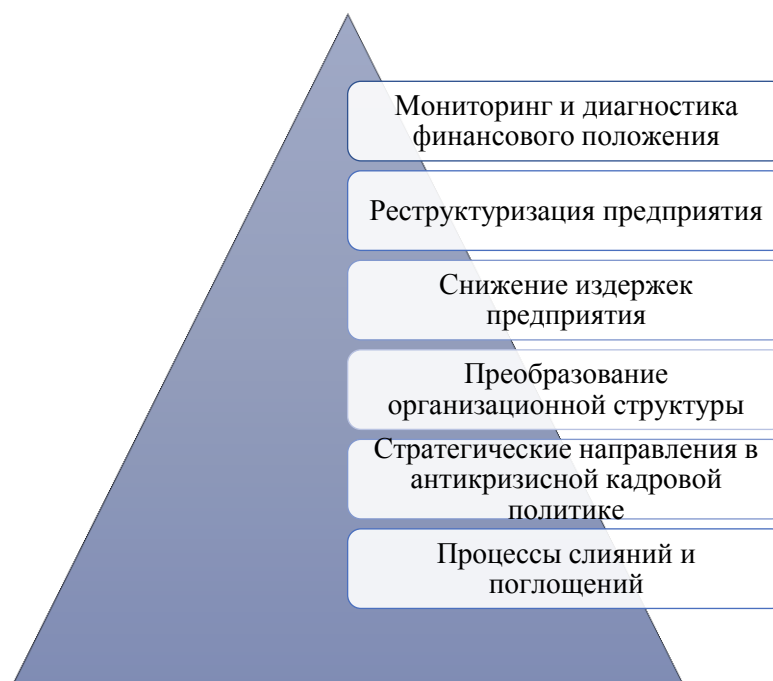 Мониторинг и диагностика
финансового положения
Реструктуризация предприятия
Снижение издержек
предприятия
Преобразование
организационной структуры
Стратегические направления в
антикризисной кадровой
политике
Процессы слияний и
поглощений